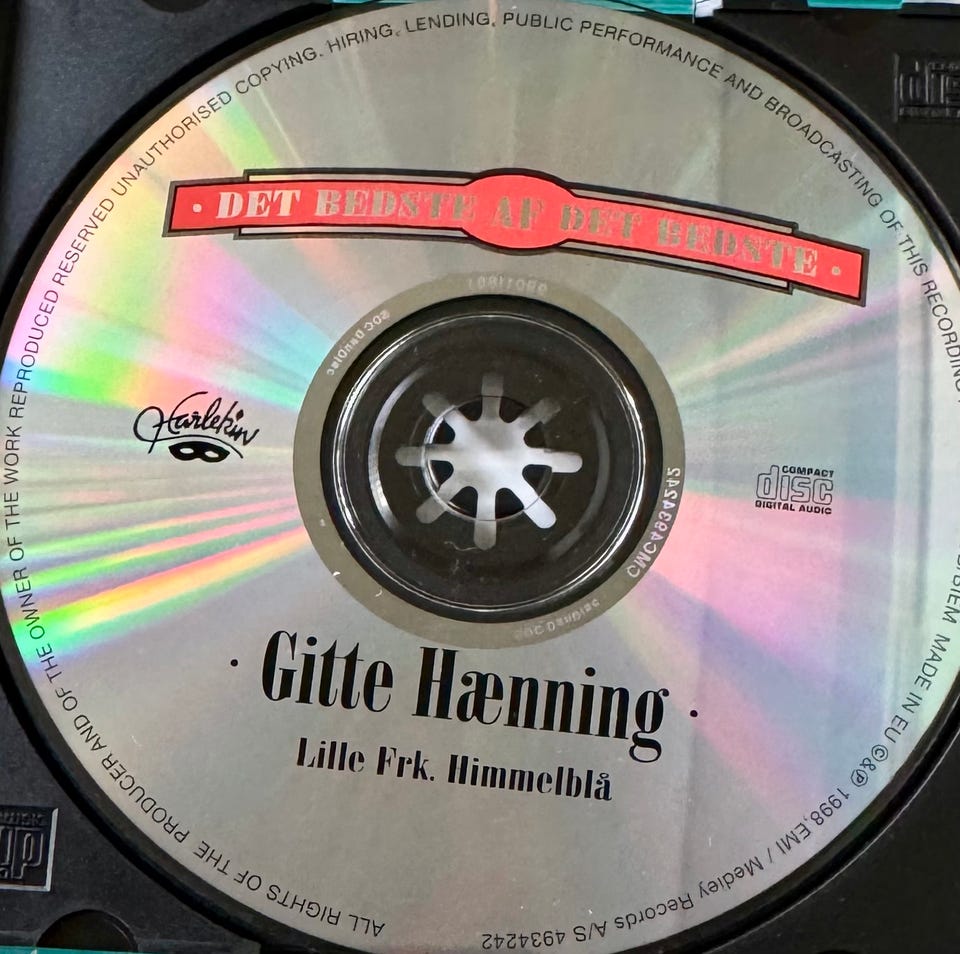 · DET BEDSTE AF DET BEDSTE ·
Harlekin
COMPACT
disc
DIGITAL AUDIO
CMC4934242
· Gitte Hænning ·
Lille Frk. Himmelblå
ALL RIGHTS OF THE PRODUCER AND OF THE OWNER OF THE WORK REPRODUCED RESERVED UNAUTHORISED COPYING, HIRING, LENDING, PUBLIC PERFORMANCE AND BROADCASTING OF THIS RECORDING
BIEM MADE IN EU ©&℗ 1998, EMI / Medley Records A/S 4934242